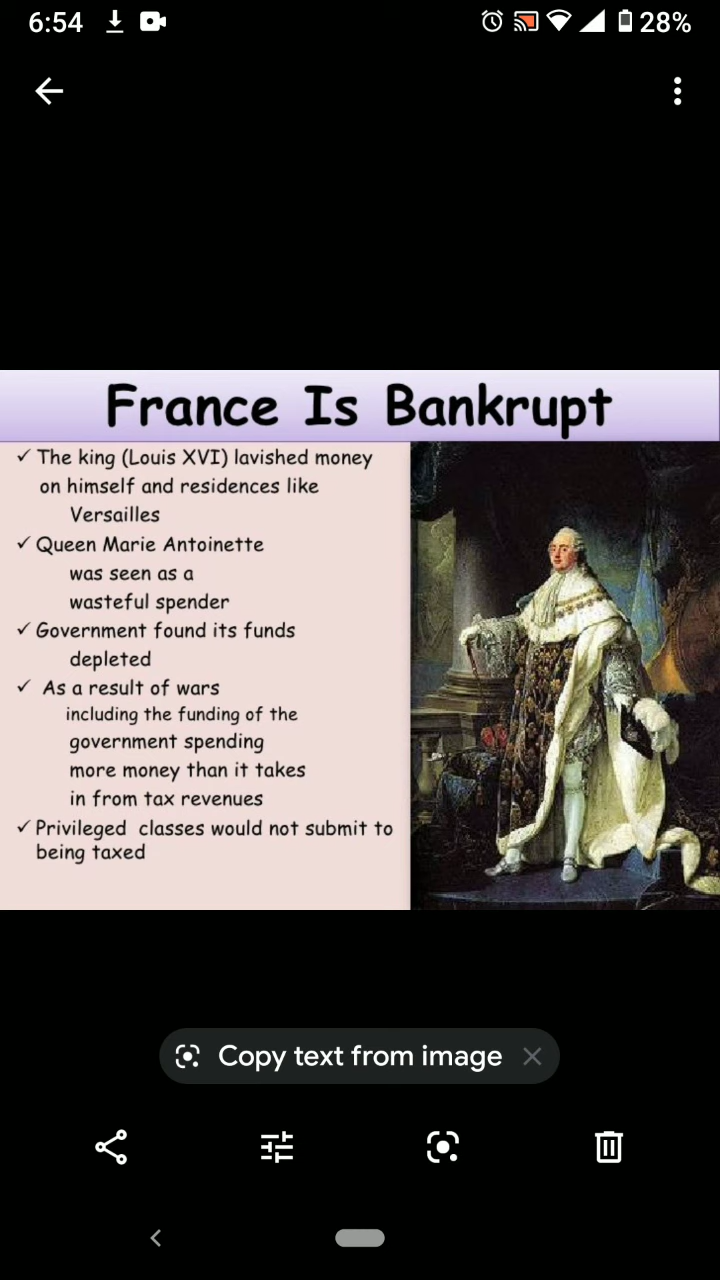 6:54
28%
France Is Bankrupt
✓ The king (Louis XVI) lavished money
on himself and residences like
Versailles
✓ Queen Marie Antoinette
was seen as a
wasteful spender
✓ Government found its funds
depleted
✓ As a result of wars
including the funding of the
government spending
more money than it takes
in from tax revenues
✓ Privileged classes would not submit to
being taxed
Copy text from image